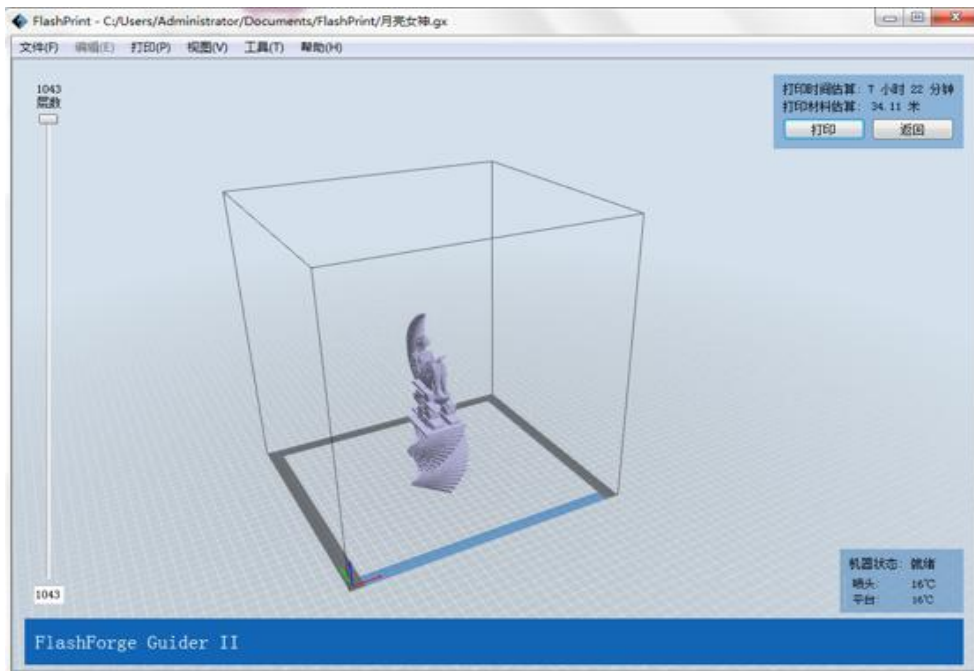 FlashPrint - C:/Users/Administrator/Documents/FlashPrint/月亮女神.gx
文件(F) 编辑(E) 打印(P) 视图(V) 工具(T) 帮助(H)
1043
层数
打印时间估算: 7 小时 22 分钟
打印材料估算: 34.11 米
打印 返回
机器状态: 就绪
喷头: 16℃
平台: 16℃
1043
FlashForge Guider II